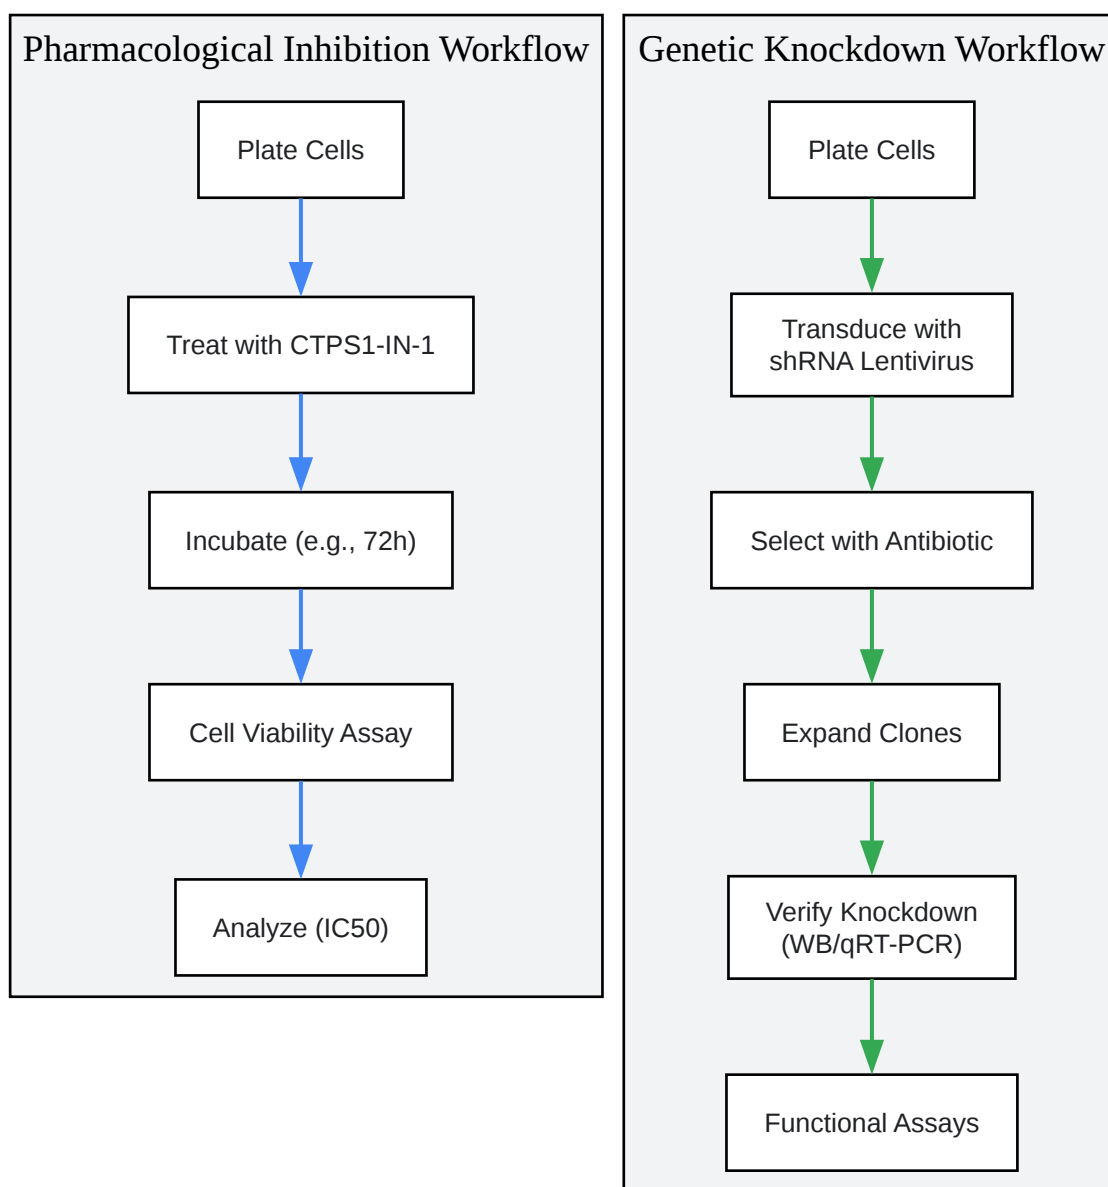 Pharmacological Inhibition Workflow
Plate Cells
Treat with CTPS1-IN-1
Incubate (e.g., 72h)
Cell Viability Assay
Analyze (IC50)
Genetic Knockdown Workflow
Plate Cells
Transduce with
shRNA Lentivirus
Select with Antibiotic
Expand Clones
Verify Knockdown
(WB/qRT-PCR)
Functional Assays